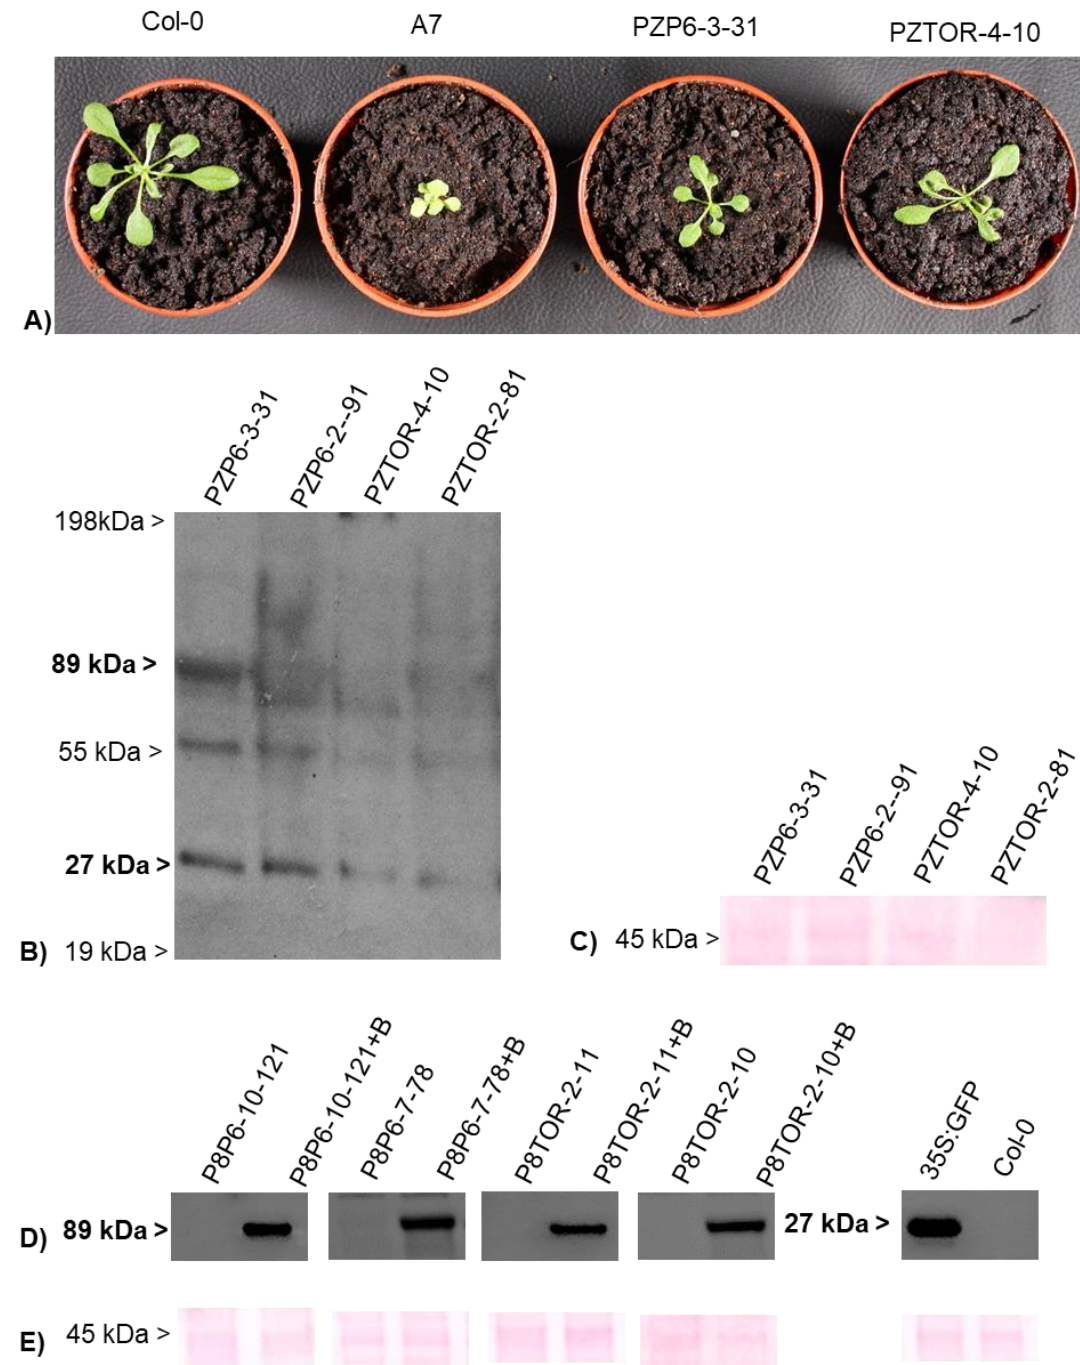 Col-0 A7 PZP6-3-31 PZTOR-4-10
A)
PZP6-3-31 PZP6-2--91 PZTOR-4-10 PZTOR-2-81
198kDa >
89 kDa >
55 kDa >
27 kDa >
B) 19 kDa >
PZP6-3-31 PZP6-2--91 PZTOR-4-10 PZTOR-2-81
C) 45 kDa >
P8P6-10-121 P8P6-10-121+B P8P6-7-78 P8P6-7-78+B P8TOR-2-11 P8TOR-2-11+B P8TOR-2-10 P8TOR-2-10+B 35S:GFP Col-0
D) 89 kDa > 27 kDa >
E) 45 kDa >